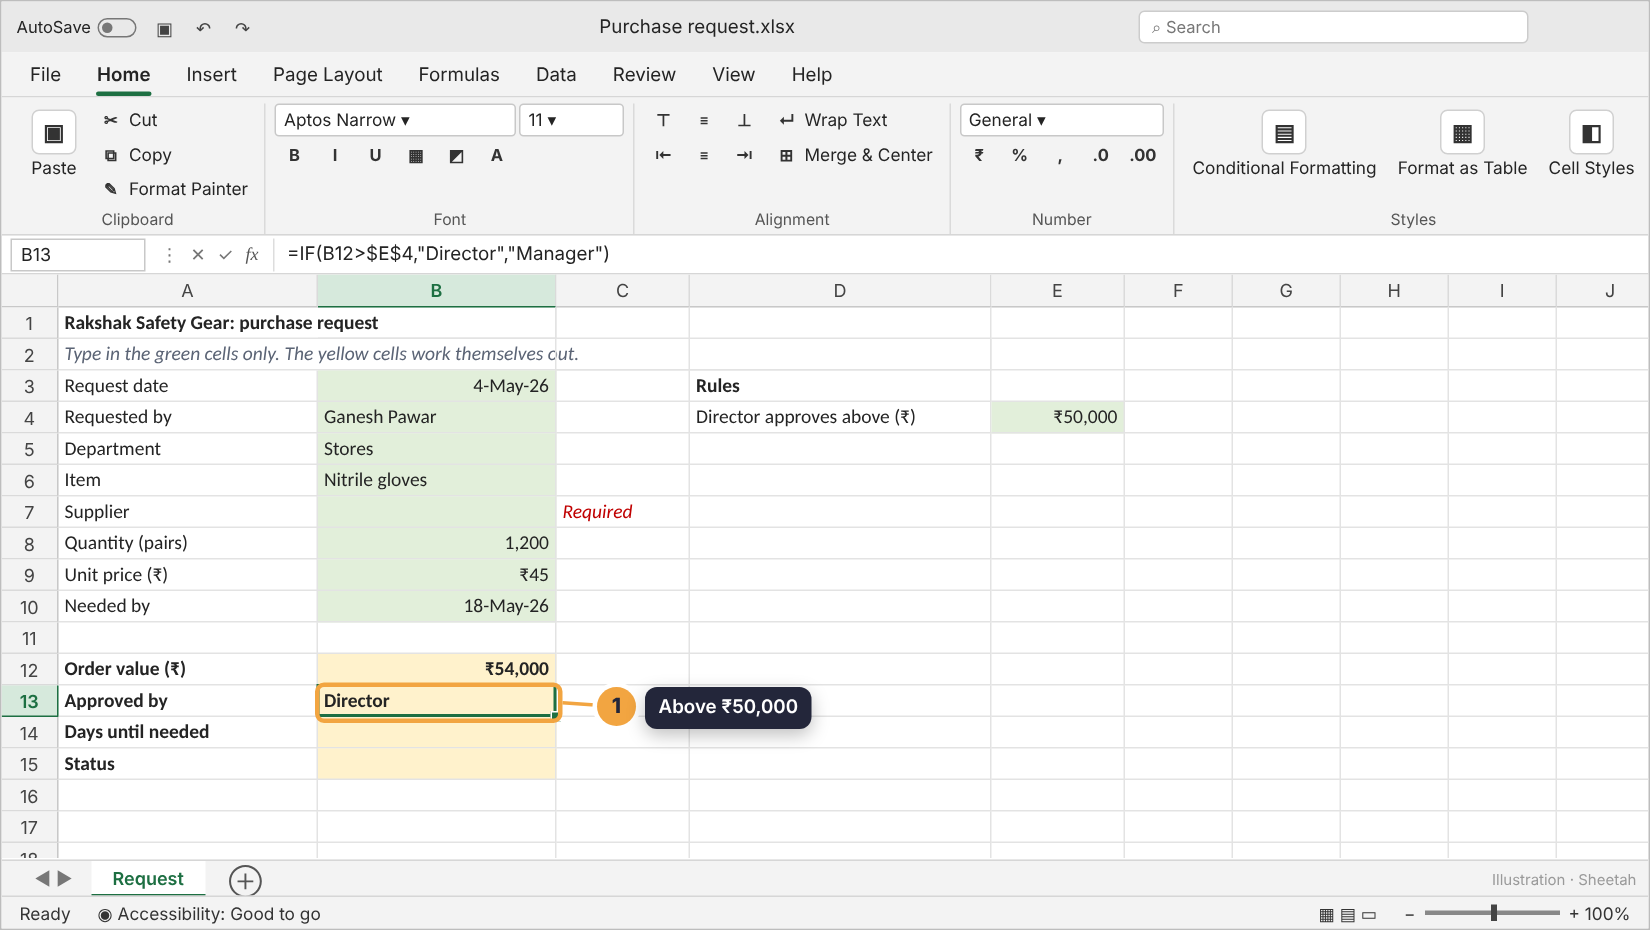 AutoSave
Purchase request.xlsx
Search
File Home Insert Page Layout Formulas Data Review View Help
Paste
Cut
Copy
Format Painter
Clipboard
Aptos Narrow ▾ 11 ▾
B I U A
Font
Wrap Text
Merge & Center
Alignment
General ▾
₹ % , .0 .00
Number
Conditional Formatting Format as Table Cell Styles
Styles
B13 fx =IF(B12>$E$4,"Director","Manager")
A B C D E F G H I J
1 Rakshak Safety Gear: purchase request
2 Type in the green cells only. The yellow cells work themselves out.
3 Request date 4-May-26 Rules
4 Requested by Ganesh Pawar Director approves above (₹) ₹50,000
5 Department Stores
6 Item Nitrile gloves
7 Supplier Required
8 Quantity (pairs) 1,200
9 Unit price (₹) ₹45
10 Needed by 18-May-26
11
12 Order value (₹) ₹54,000
13 Approved by Director 1 Above ₹50,000
14 Days until needed
15 Status
16
17
18
Request
Illustration · Sheetah
Ready Accessibility: Good to go
− + 100%